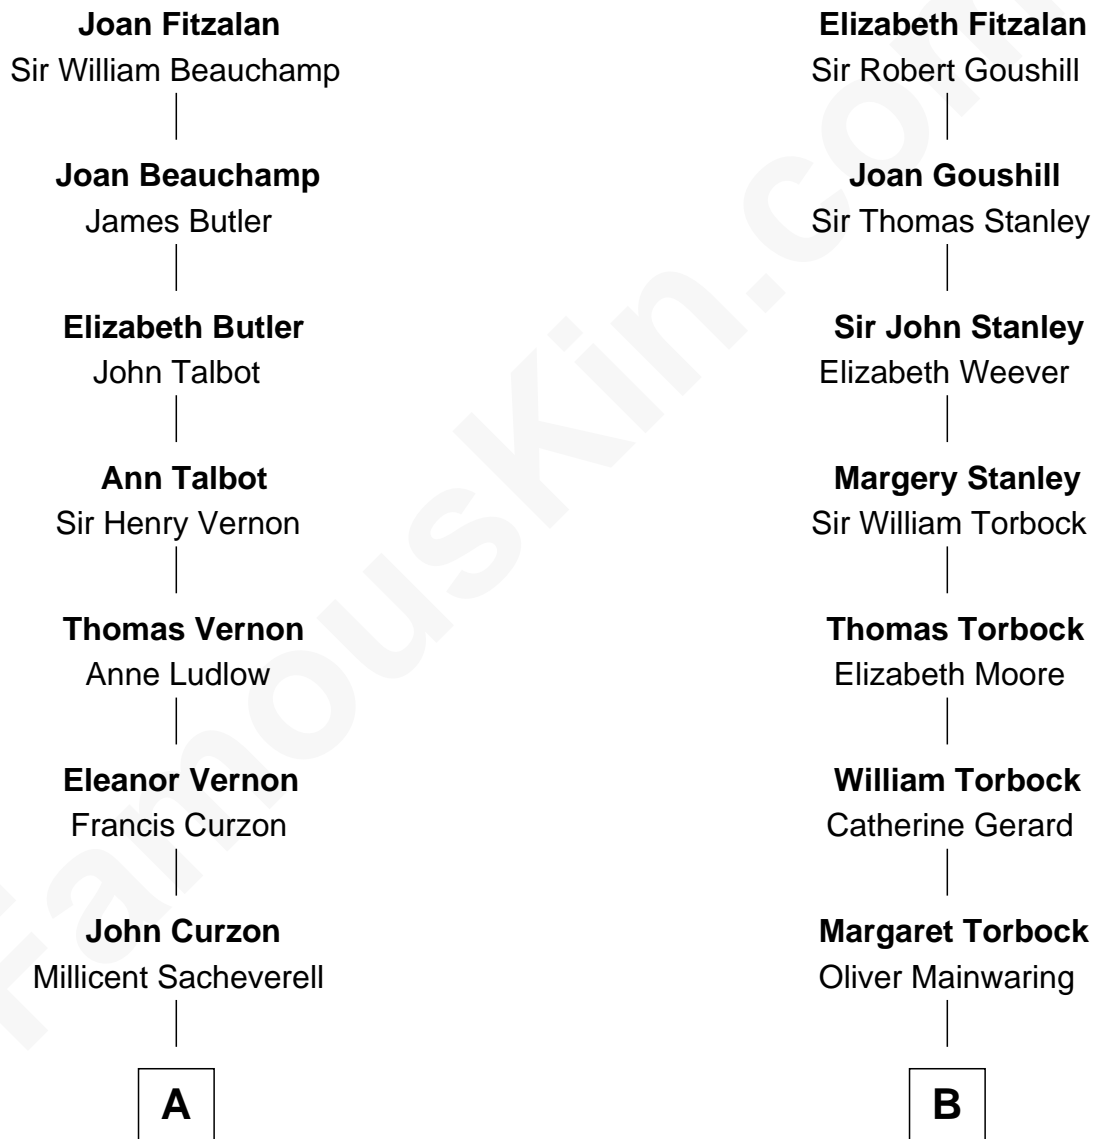 Joan Fitzalan
Sir William Beauchamp
Joan Beauchamp
James Butler
Elizabeth Butler
John Talbot
Ann Talbot
Sir Henry Vernon
Thomas Vernon
Anne Ludlow
Eleanor Vernon
Francis Curzon
John Curzon
Millicent Sacheverell
A
Elizabeth Fitzalan
Sir Robert Goushill
Joan Goushill
Sir Thomas Stanley
Sir John Stanley
Elizabeth Weever
Margery Stanley
Sir William Torbock
Thomas Torbock
Elizabeth Moore
William Torbock
Catherine Gerard
Margaret Torbock
Oliver Mainwaring
B
FamousKin.com